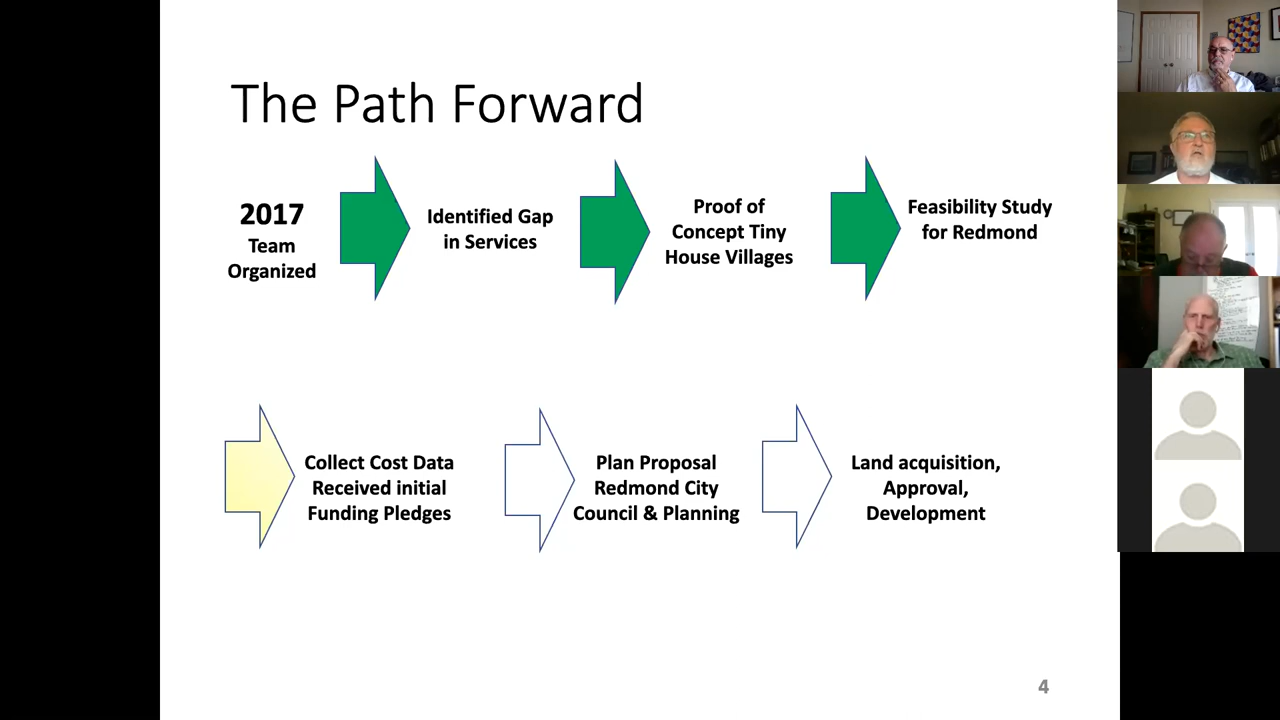 The Path Forward
2017
Team
Organized
Identified Gap
in Services
Proof of
Concept Tiny
House Villages
Feasibility Study
for Redmond
Collect Cost Data
Received initial
Funding Pledges
Plan Proposal
Redmond City
Council & Planning
Land acquisition,
Approval,
Development
4